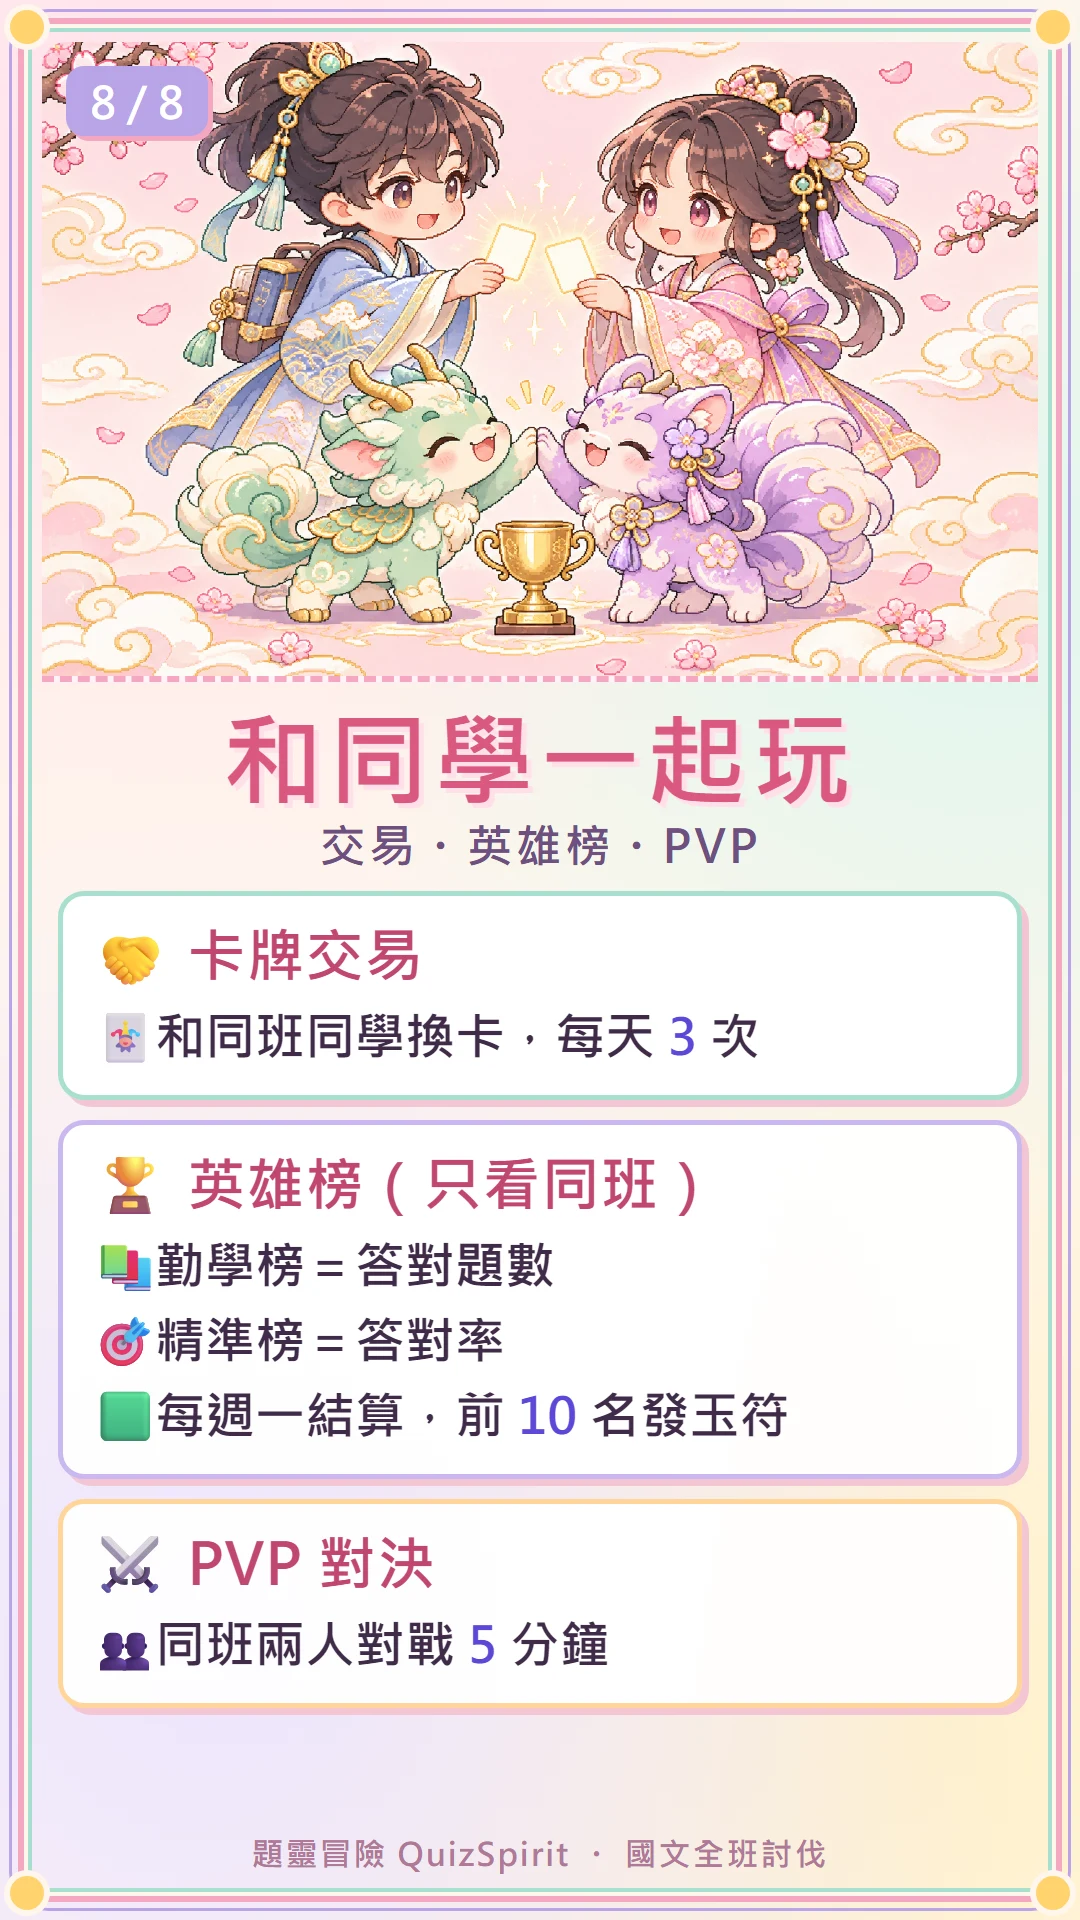 8/8
和同學一起玩
交易・英雄榜・PVP
卡牌交易
和同班同學換卡，每天 3 次
英雄榜（只看同班）
勤學榜＝答對題數
精準榜＝答對率
每週一結算，前 10 名發玉符
PVP 對決
同班兩人對戰 5 分鐘
題靈冒險 QuizSpirit ・ 國文全班討伐